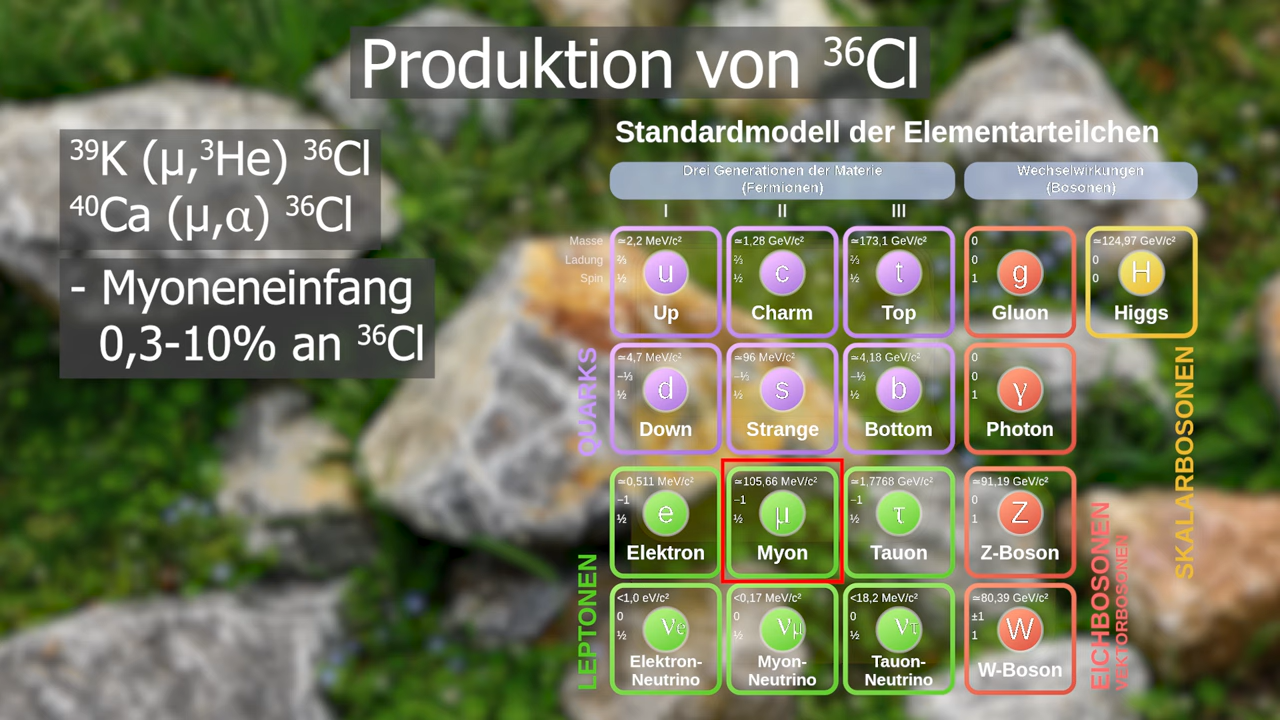 Produktion von ³⁶Cl
³⁹K (μ,³He) ³⁶Cl
⁴⁰Ca (μ,α) ³⁶Cl
- Myoneneinfang
0,3-10% an ³⁶Cl
Standardmodell der Elementarteilchen
Drei Generationen der Materie
(Fermionen)
Wechselwirkungen
(Bosonen)
I II III
Masse ≃2,2 MeV/c² ≃1,28 GeV/c² ≃173,1 GeV/c² 0 ≃124,97 GeV/c²
Ladung ⅔ ⅔ ⅔ 0 0
Spin ½ ½ ½ 1 0
u c t g H
Up Charm Top Gluon Higgs
QUARKS
≃4,7 MeV/c² ≃96 MeV/c² ≃4,18 GeV/c² 0
−⅓ −⅓ −⅓ 0
½ ½ ½ 1
d s b γ
Down Strange Bottom Photon
SKALARBOSONEN
≃0,511 MeV/c² ≃105,66 MeV/c² ≃1,7768 GeV/c² ≃91,19 GeV/c²
−1 −1 −1 0
½ ½ ½ 1
e μ τ Z
Elektron Myon Tauon Z-Boson
LEPTONEN
<1,0 eV/c² <0,17 MeV/c² <18,2 MeV/c² ≃80,39 GeV/c²
0 0 0 ±1
½ ½ ½ 1
νe νμ ντ W
Elektron-
Neutrino
Myon-
Neutrino
Tauon-
Neutrino
W-Boson
EICHBOSONEN
VEKTORBOSONEN